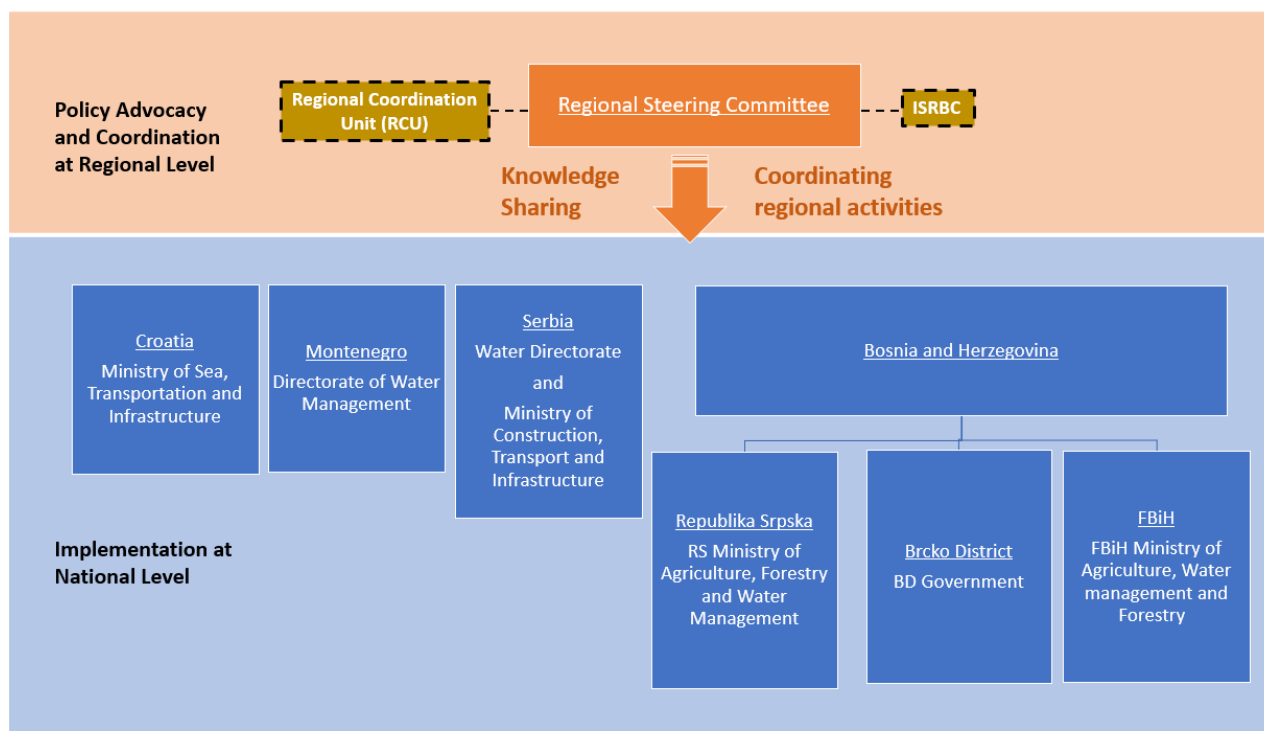 Policy Advocacy
and Coordination
at Regional Level
Regional Coordination
Unit (RCU)
Regional Steering Committee
ISRBC
Knowledge
Sharing
Coordinating
regional activities
Croatia
Ministry of Sea,
Transportation and
Infrastructure
Montenegro
Directorate of Water
Management
Serbia
Water Directorate
and
Ministry of
Construction,
Transport and
Infrastructure
Bosnia and Herzegovina
Republika Srpska
RS Ministry of
Agriculture, Forestry
and Water
Management
Brcko District
BD Government
FBiH
FBiH Ministry of
Agriculture, Water
management and
Forestry
Implementation at
National Level